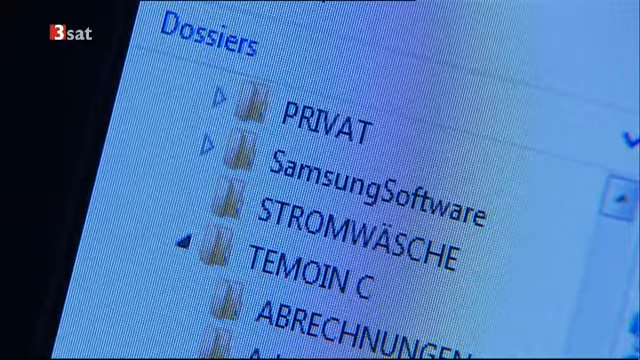 3sat
Dossiers
PRIVAT
SamsungSoftware
STROMWÄSCHE
TEMOIN C
ABRECHNUNGEN